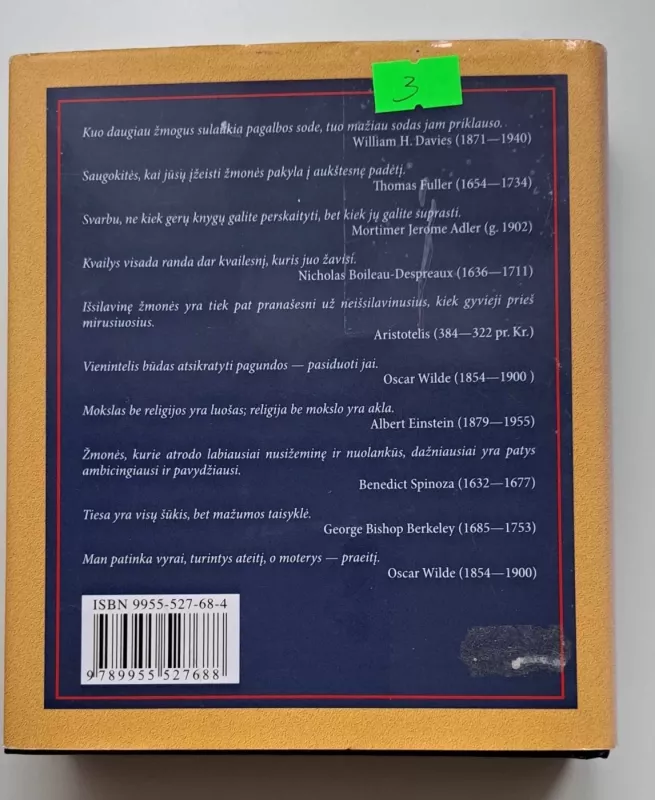 3
Kuo daugiau žmogus sulaukia pagalbos sode, tuo mažiau sodas jam priklauso.
William H. Davies (1871—1940)
Saugokitės, kai jūsų įžeisti žmonės pakyla į aukštesnę padėtį.
Thomas Fuller (1654—1734)
Svarbu, ne kiek gerų knygų galite perskaityti, bet kiek jų galite suprasti.
Mortimer Jerome Adler (g. 1902)
Kvailys visada randa dar kvailesnį, kuris juo žavisi.
Nicholas Boileau-Despreaux (1636—1711)
Išsilavinę žmonės yra tiek pat pranašesni už neišsilavinusius, kiek gyvieji prieš
mirusiuosius.
Aristotelis (384—322 pr. Kr.)
Vienintelis būdas atsikratyti pagundos — pasiduoti jai.
Oscar Wilde (1854—1900 )
Mokslas be religijos yra luošas; religija be mokslo yra akla.
Albert Einstein (1879—1955)
Žmonės, kurie atrodo labiausiai nusižeminę ir nuolankūs, dažniausiai yra patys
ambicingiausi ir pavydžiausi.
Benedict Spinoza (1632—1677)
Tiesa yra visų šūkis, bet mažumos taisyklė.
George Bishop Berkeley (1685—1753)
Man patinka vyrai, turintys ateitį, o moterys — praeitį.
Oscar Wilde (1854—1900)
ISBN 9955-527-68-4
9 789955 527688